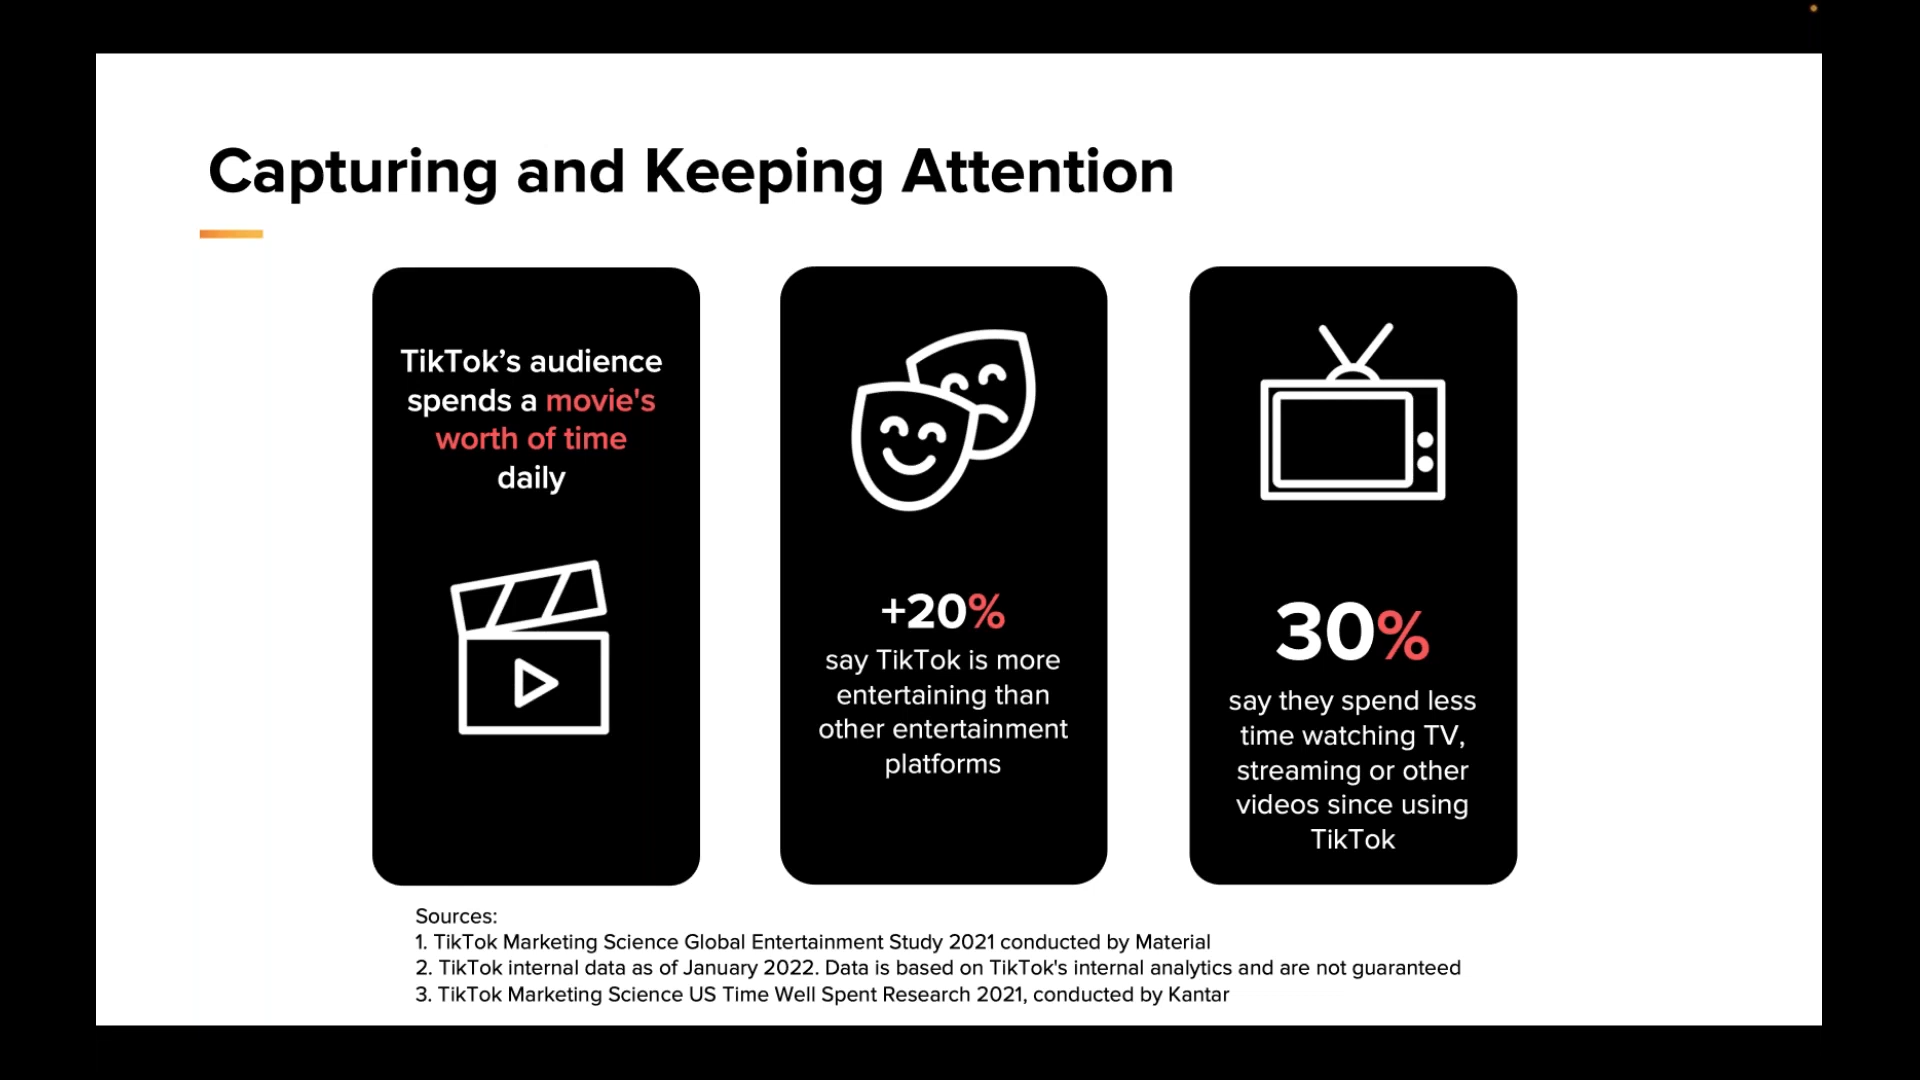 Capturing and Keeping Attention
TikTok’s audience
spends a movie's
worth of time
daily
+20%
say TikTok is more
entertaining than
other entertainment
platforms
30%
say they spend less
time watching TV,
streaming or other
videos since using
TikTok
Sources:
1. TikTok Marketing Science Global Entertainment Study 2021 conducted by Material
2. TikTok internal data as of January 2022. Data is based on TikTok's internal analytics and are not guaranteed
3. TikTok Marketing Science US Time Well Spent Research 2021, conducted by Kantar